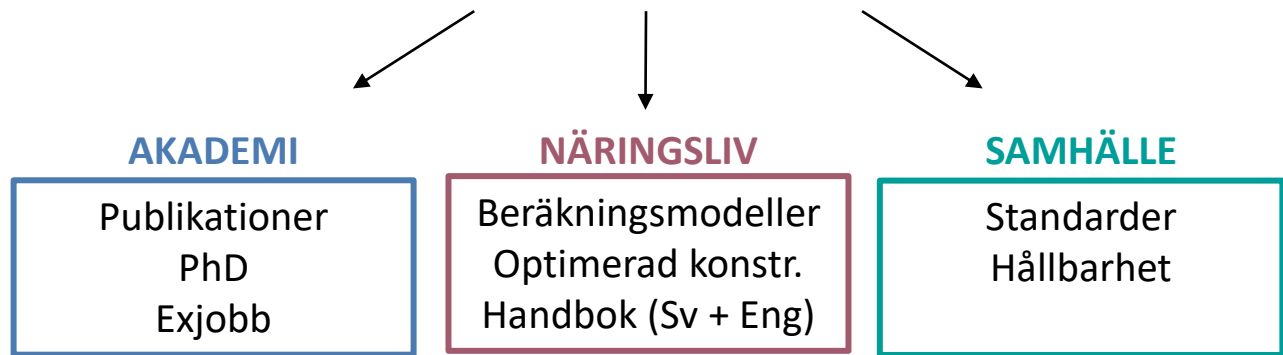 AKADEMI
Publikationer
PhD
Exjobb
NÄRINGSLIV
Beräkningsmodeller
Optimerad konstr.
Handbok (Sv + Eng)
SAMHÄLLE
Standarder
Hållbarhet